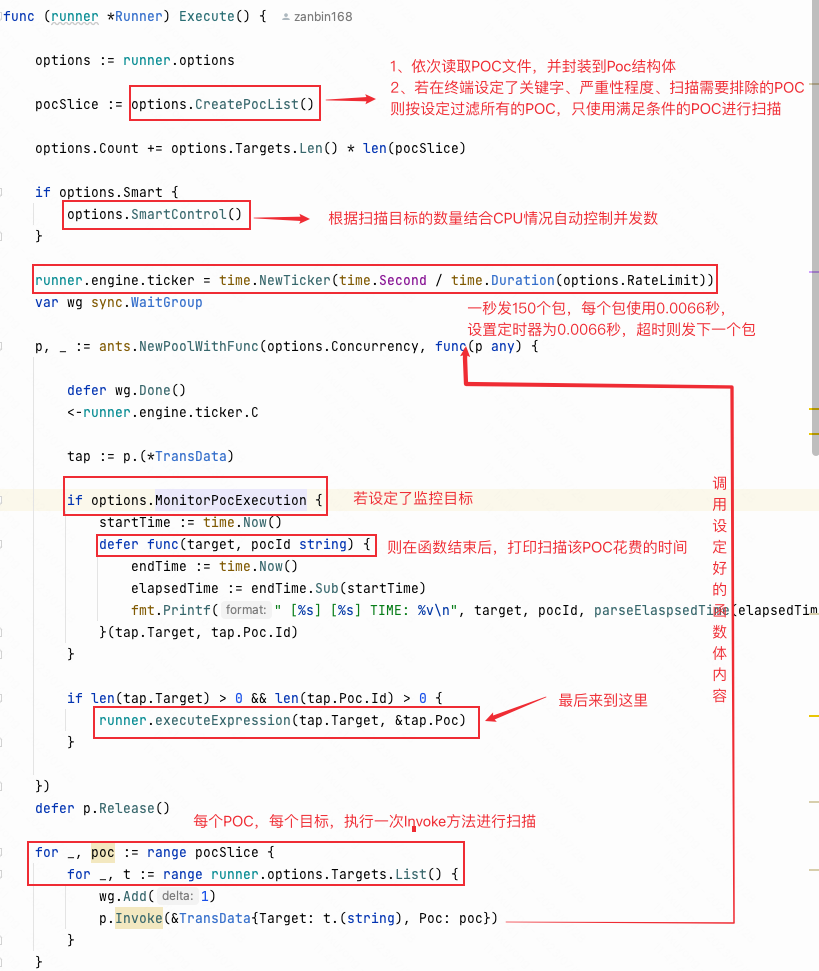 func (runner *Runner) Execute() { zanbin168
options := runner.options
1、依次读取POC文件，并封装到Poc结构体
2、若在终端设定了关键字、严重性程度、扫描需要排除的POC
则按设定过滤所有的POC，只使用满足条件的POC进行扫描
pocSlice := options.CreatePocList()
options.Count += options.Targets.Len() * len(pocSlice)
if options.Smart {
options.SmartControl()
根据扫描目标的数量结合CPU情况自动控制并发数
}
runner.engine.ticker = time.NewTicker(time.Second / time.Duration(options.RateLimit))
var wg sync.WaitGroup
一秒发150个包，每个包使用0.0066秒，
设置定时器为0.0066秒，超时则发下一个包
p, _ := ants.NewPoolWithFunc(options.Concurrency, func(p any) {
defer wg.Done()
<-runner.engine.ticker.C
tap := p.(*TransData)
if options.MonitorPocExecution {
若设定了监控目标
startTime := time.Now()
defer func(target, pocId string) {
则在函数结束后，打印扫描该POC花费的时间
endTime := time.Now()
elapsedTime := endTime.Sub(startTime)
fmt.Printf( format: " [%s] [%s] TIME: %v\n", target, pocId, parseElaspsedTime(elapsedTim
}(tap.Target, tap.Poc.Id)
}
调用设定好的函数体内容
if len(tap.Target) > 0 && len(tap.Poc.Id) > 0 {
runner.executeExpression(tap.Target, &tap.Poc)
最后来到这里
}
})
defer p.Release()
每个POC，每个目标，执行一次Invoke方法进行扫描
for _, poc := range pocSlice {
for _, t := range runner.options.Targets.List() {
wg.Add( delta: 1)
p.Invoke(&TransData{Target: t.(string), Poc: poc})
}
}